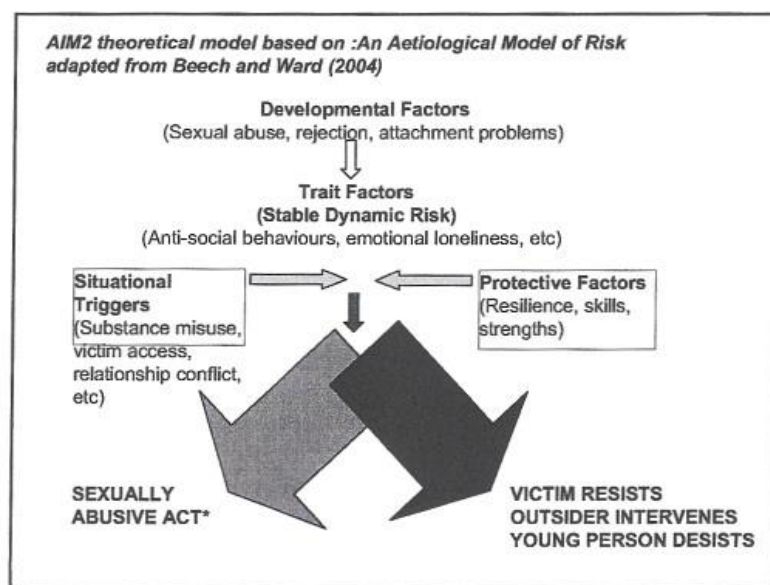 AIM2 theoretical model based on :An Aetiological Model of Risk
adapted from Beech and Ward (2004)
Developmental Factors
(Sexual abuse, rejection, attachment problems)
Trait Factors
(Stable Dynamic Risk)
(Anti-social behaviours, emotional loneliness, etc)
Situational
Triggers
(Substance misuse,
victim access,
relationship conflict,
etc)
Protective Factors
(Resilience, skills,
strengths)
SEXUALLY
ABUSIVE ACT*
VICTIM RESISTS
OUTSIDER INTERVENES
YOUNG PERSON DESISTS